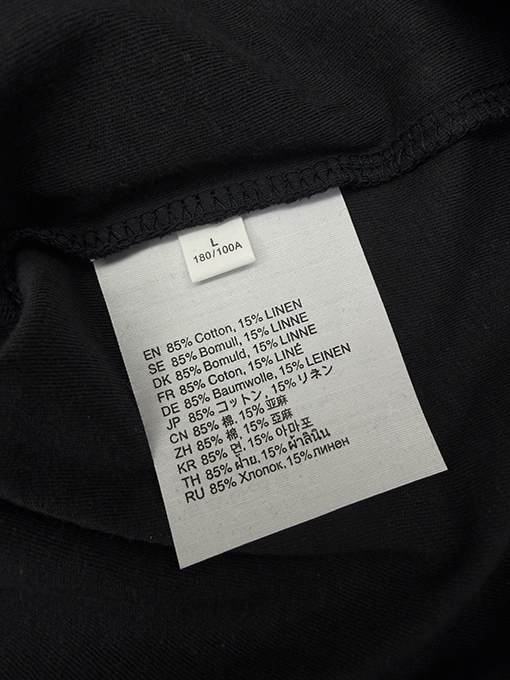 L
180/100A
EN 85% Cotton, 15% LINEN
SE 85% Bomull, 15% LINNE
DK 85% Bomuld, 15% LINNE
FR 85% Coton, 15% LINÉ
DE 85% Baumwolle, 15% LEINEN
JP 85% コットン, 15% リネン
CN 85% 棉, 15% 亚麻
ZH 85% 棉, 15% 亞麻
KR 85% 면, 15% 아마포
TH 85% ฝ้าย, 15% ผ้าลินิน
RU 85% Хлопок, 15% линен